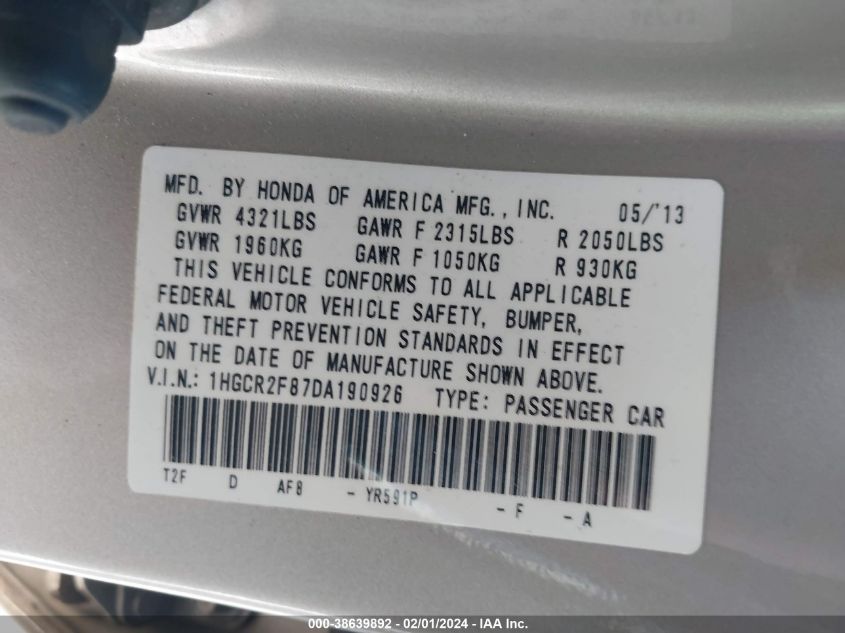 MFD. BY HONDA OF AMERICA MFG., INC. 05/'13
GVWR 4321LBS GAWR F 2315LBS R 2050LBS
GVWR 1960KG GAWR F 1050KG R 930KG
THIS VEHICLE CONFORMS TO ALL APPLICABLE
FEDERAL MOTOR VEHICLE SAFETY, BUMPER,
AND THEFT PREVENTION STANDARDS IN EFFECT
ON THE DATE OF MANUFACTURE SHOWN ABOVE.
V.I.N.: 1HGCR2F87DA190926 TYPE: PASSENGER CAR
T2F D AF8 - YR591P - F - A
000-38639892 - 02/01/2024 - IAA Inc.